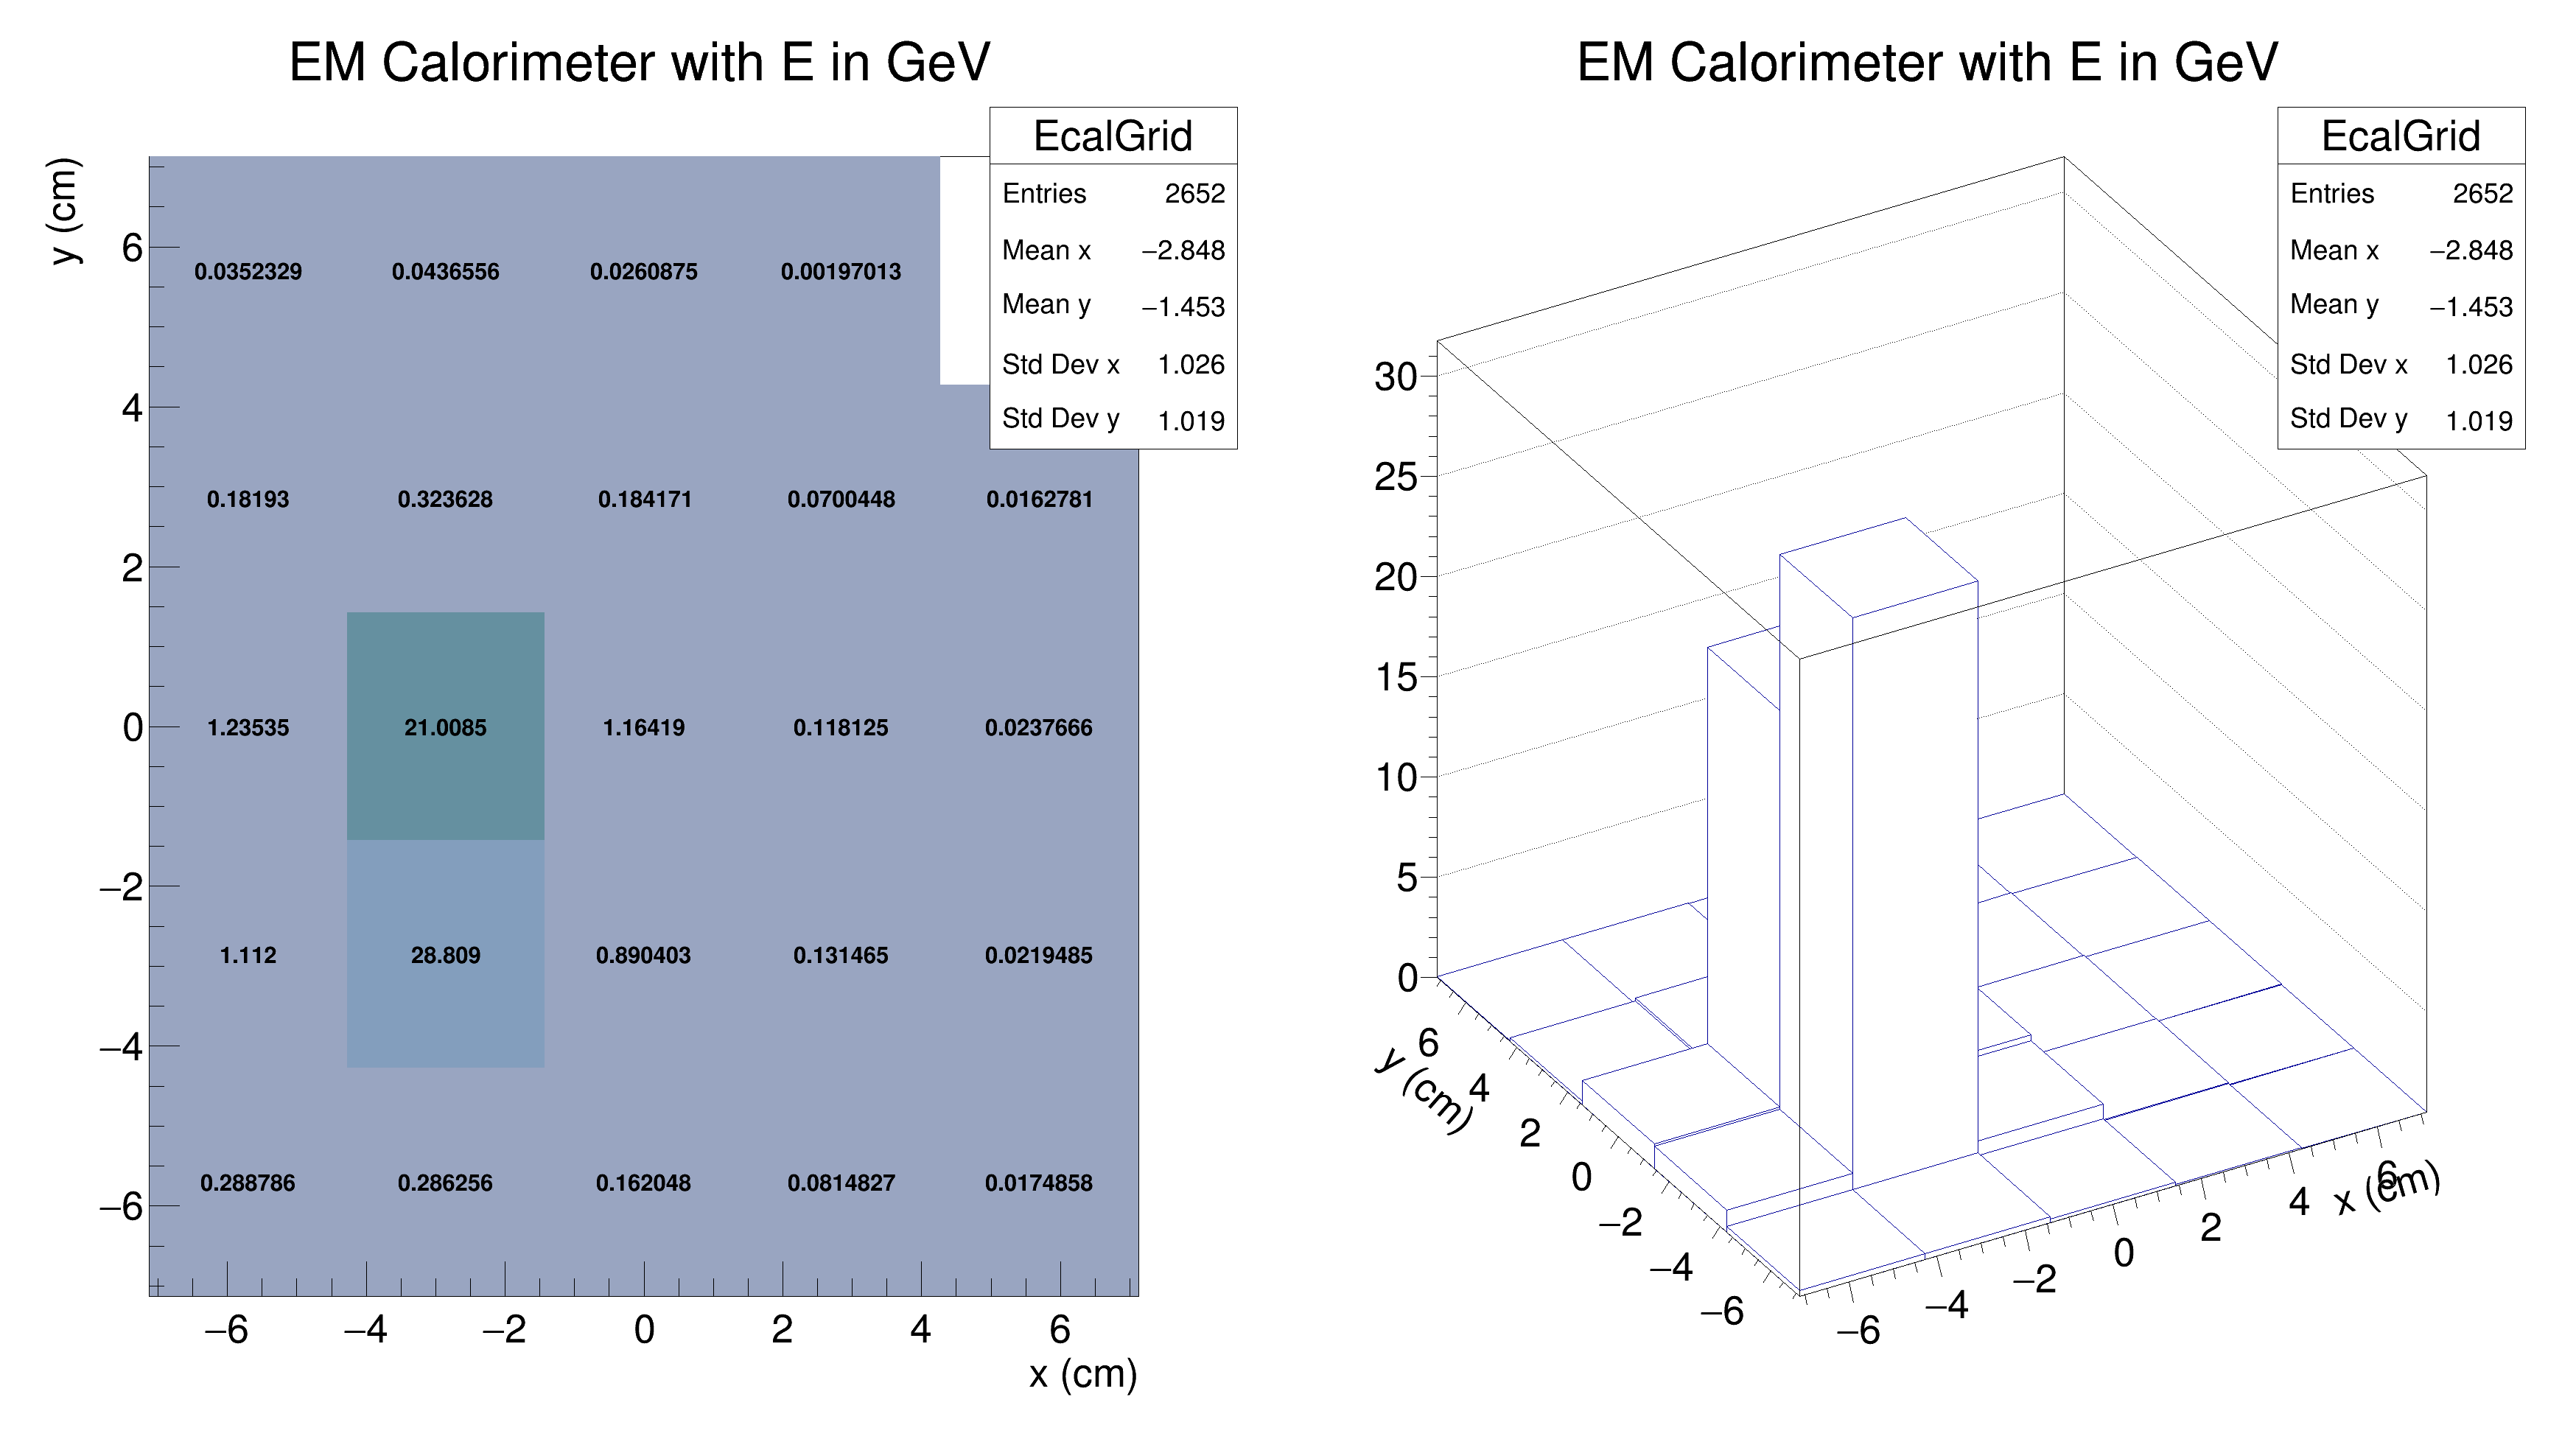 EM Calorimeter with E in GeV
EcalGrid
Entries 2652
Mean x −2.848
Mean y −1.453
Std Dev x 1.026
Std Dev y 1.019
y (cm)
6
4
2
0
−2
−4
−6
0.0352329 0.0436556 0.0260875 0.00197013
0.18193 0.323628 0.184171 0.0700448 0.0162781
1.23535 21.0085 1.16419 0.118125 0.0237666
1.112 28.809 0.890403 0.131465 0.0219485
0.288786 0.286256 0.162048 0.0814827 0.0174858
−6 −4 −2 0 2 4 6
x (cm)
EM Calorimeter with E in GeV
EcalGrid
Entries 2652
Mean x −2.848
Mean y −1.453
Std Dev x 1.026
Std Dev y 1.019
30
25
20
15
10
5
0
y (cm)
6
4
2
0
−2
−4
−6
−6 −4 −2 0 2 4 6
x (cm)